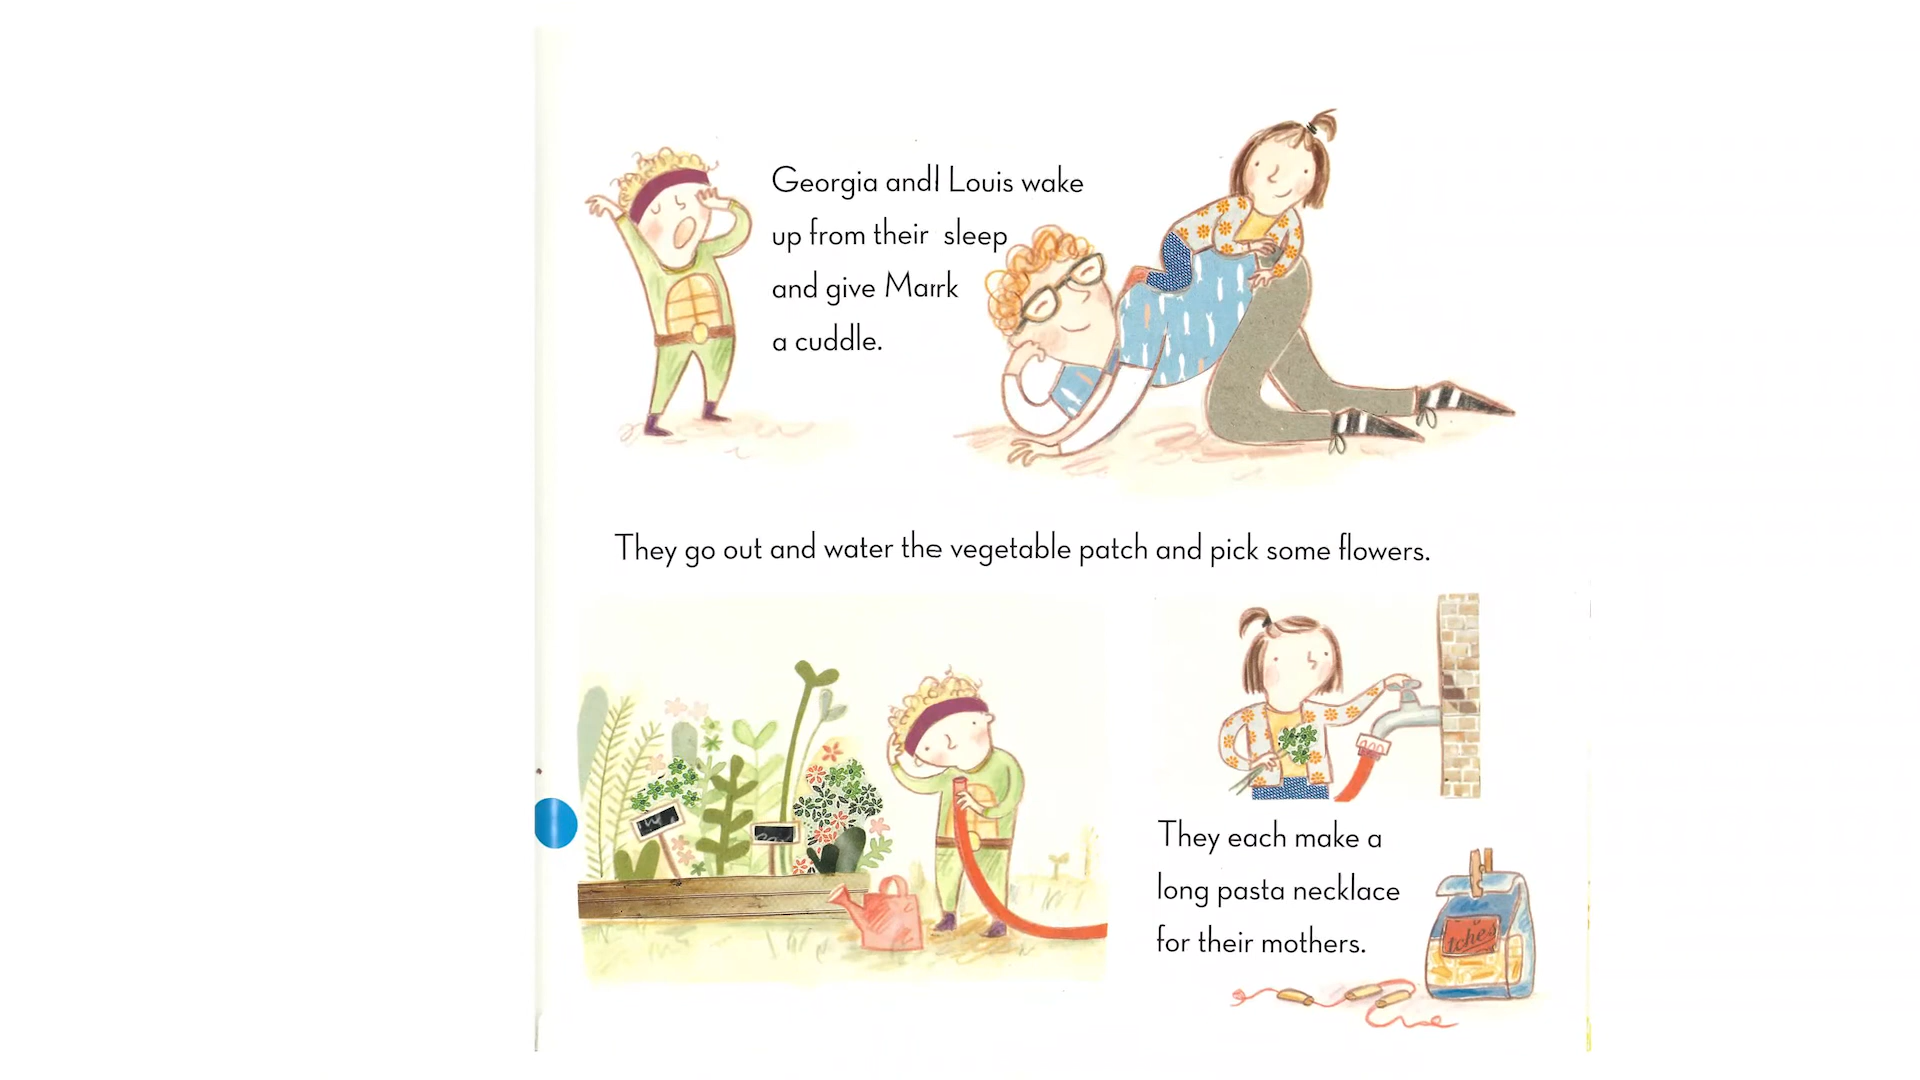 Georgia andl Louis wake
up from their sleep
and give Marrk
a cuddle.
They go out and water the vegetable patch and pick some flowers.
They each make a
long pasta necklace
for their mothers.
tches